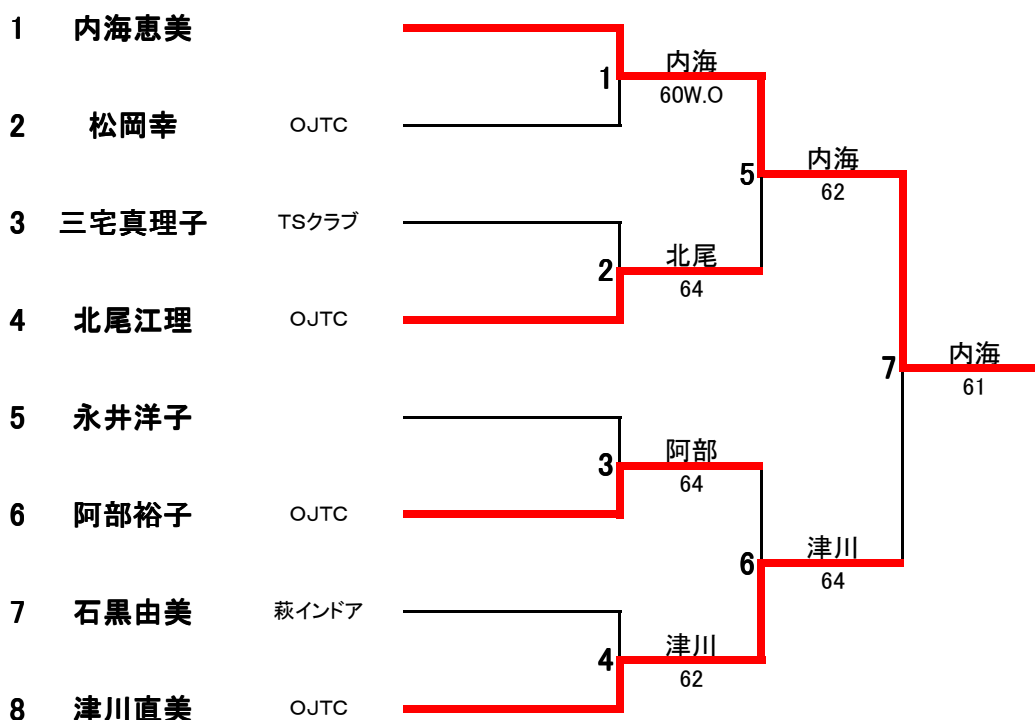 1 内海恵美
1 内海
60W.O
2 松岡幸 OJTC
5 内海
62
3 三宅真理子 TSクラブ
2 北尾
64
4 北尾江理 OJTC
7 内海
61
5 永井洋子
3 阿部
64
6 阿部裕子 OJTC
6 津川
64
7 石黒由美 萩インドア
4 津川
62
8 津川直美 OJTC